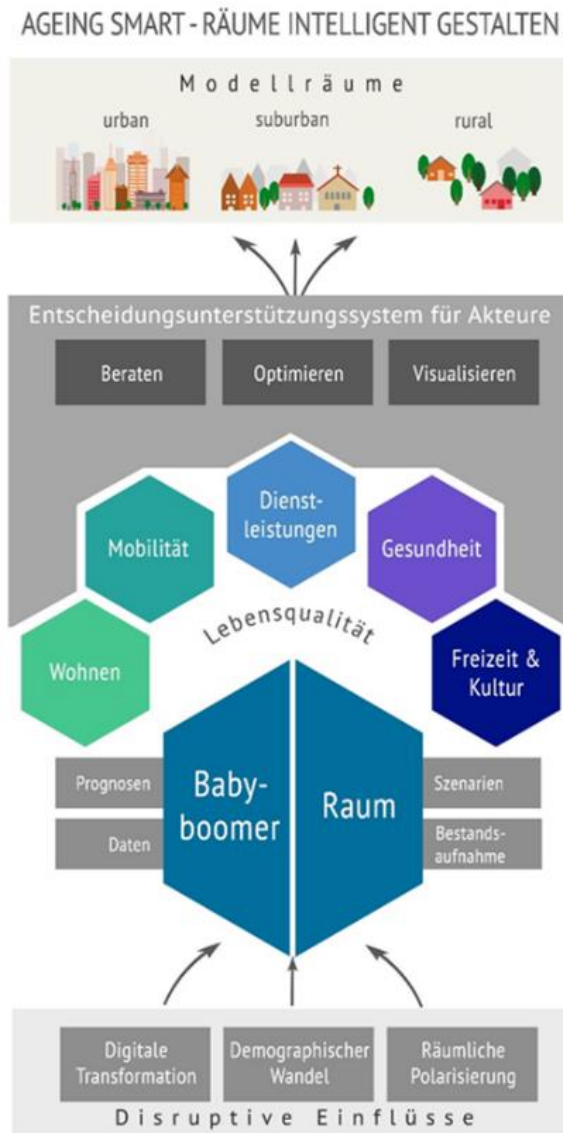 AGEING SMART - RÄUME INTELLIGENT GESTALTEN
Modellräume
urban
suburban
rural
Entscheidungsunterstützungssystem für Akteure
Beraten
Optimieren
Visualisieren
Dienst-
leistungen
Mobilität
Gesundheit
Lebensqualität
Wohnen
Freizeit &
Kultur
Prognosen
Daten
Baby-
boomer
Raum
Szenarien
Bestands-
aufnahme
Digitale
Transformation
Demographischer
Wandel
Räumliche
Polarisierung
Disruptive Einflüsse